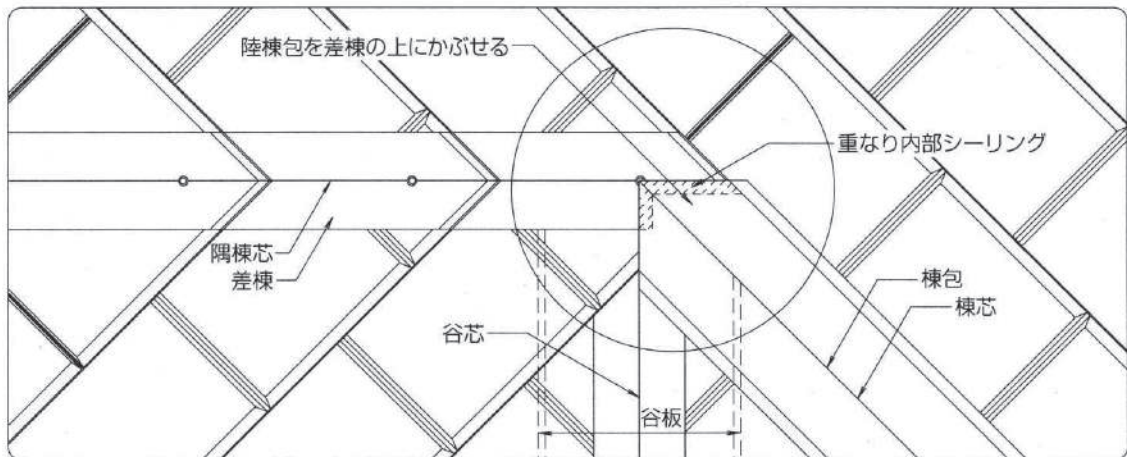 陸棟包を差棟の上にかぶせる
重なり内部シーリング
隅棟芯
差棟
棟包
棟芯
谷芯
谷板